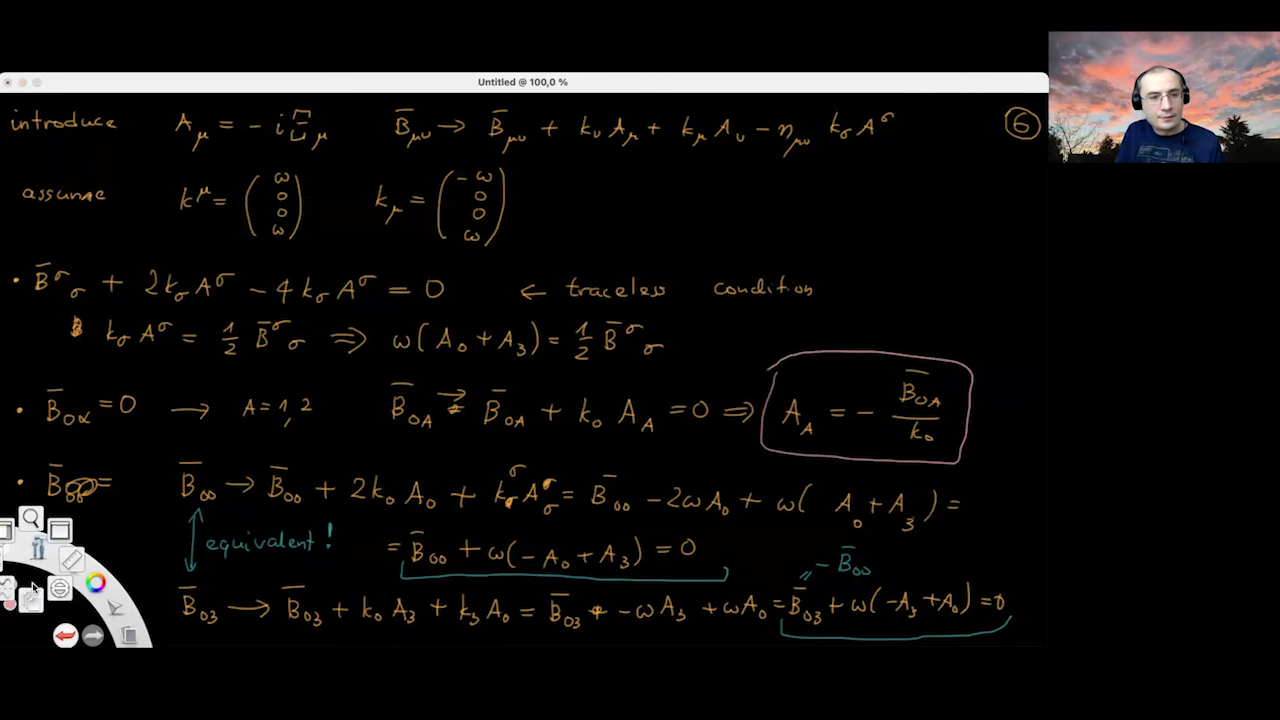 Untitled @ 100,0 %
introduce A_μ = - i Ξ_μ B̄_μν → B̄_μν + k_ν A_μ + k_μ A_ν - η_μν k_σ A^σ ⑥
assume k^μ = (ω 0 0 ω) k_μ = (-ω 0 0 ω)
• B̄^σ_σ + 2k_σ A^σ - 4 k_σ A^σ = 0 ← traceless condition
k_σ A^σ = 1/2 B̄^σ_σ ⇒ ω(A_0 + A_3) = 1/2 B̄^σ_σ
• B̄_0α = 0 → A = 1, 2 B̄_0A → B̄_0A + k_0 A_A = 0 ⇒ A_A = - B̄_0A / k_0
• B̄_00 → B̄_00 + 2k_0 A_0 + k_σ A^σ = B̄_00 - 2ωA_0 + ω(A_0 + A_3) =
equivalent! = B̄_00 + ω(-A_0 + A_3) = 0 - B̄_00
B̄_03 → B̄_03 + k_0 A_3 + k_3 A_0 = B̄_03 - ωA_3 + ωA_0 = B̄_03 + ω(-A_3 + A_0) = 0